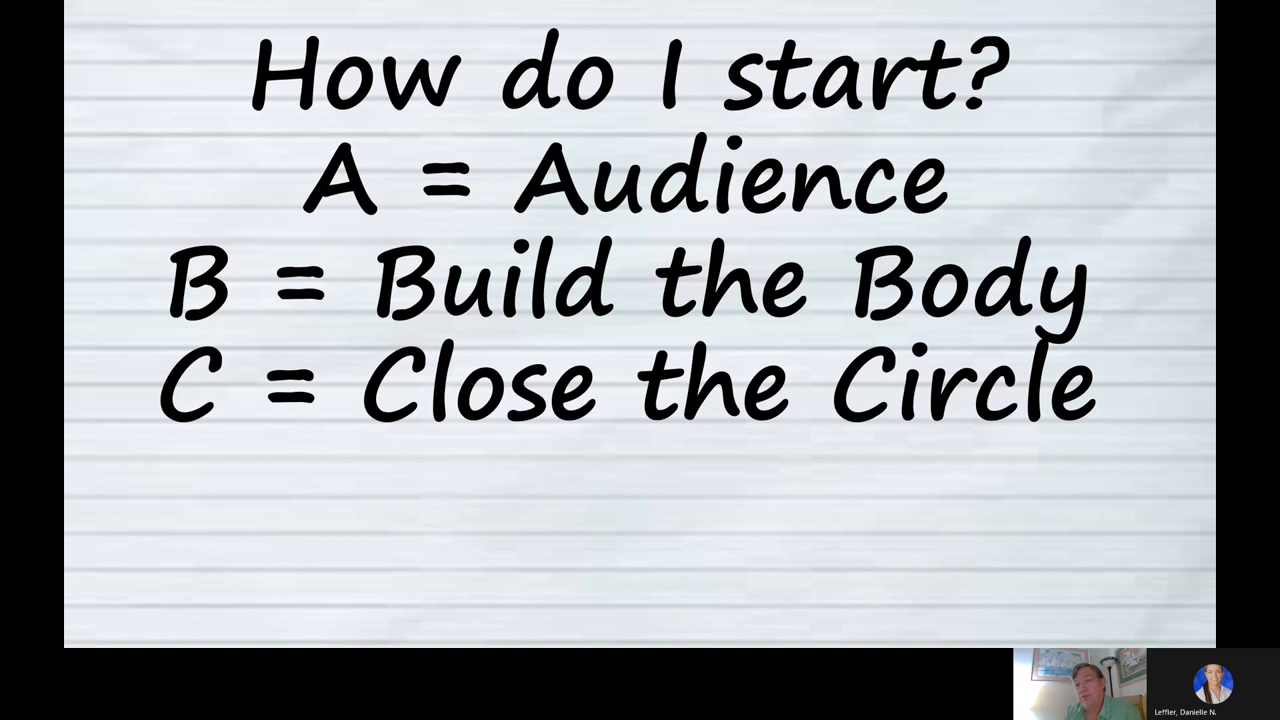 How do I start?
A = Audience
B = Build the Body
C = Close the Circle
Leffler, Danielle N.